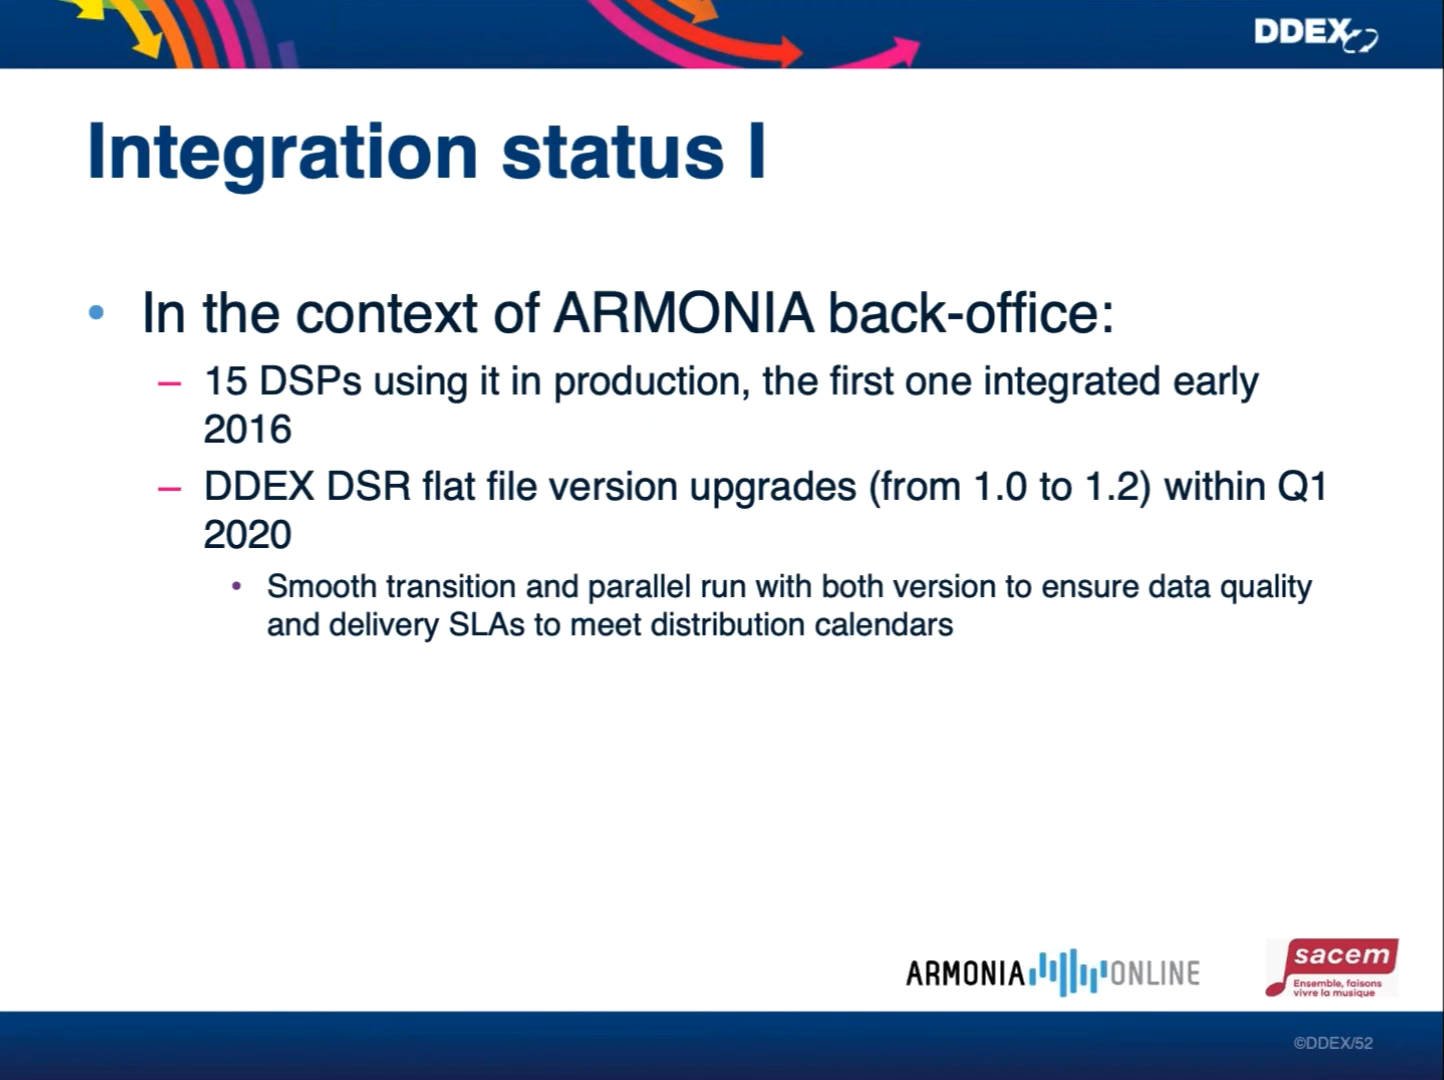 DDEX
Integration status I
• In the context of ARMONIA back-office:
– 15 DSPs using it in production, the first one integrated early
2016
– DDEX DSR flat file version upgrades (from 1.0 to 1.2) within Q1
2020
• Smooth transition and parallel run with both version to ensure data quality
and delivery SLAs to meet distribution calendars
ARMONIA ONLINE
sacem
Ensemble, faisons
vivre la musique
©DDEX/52